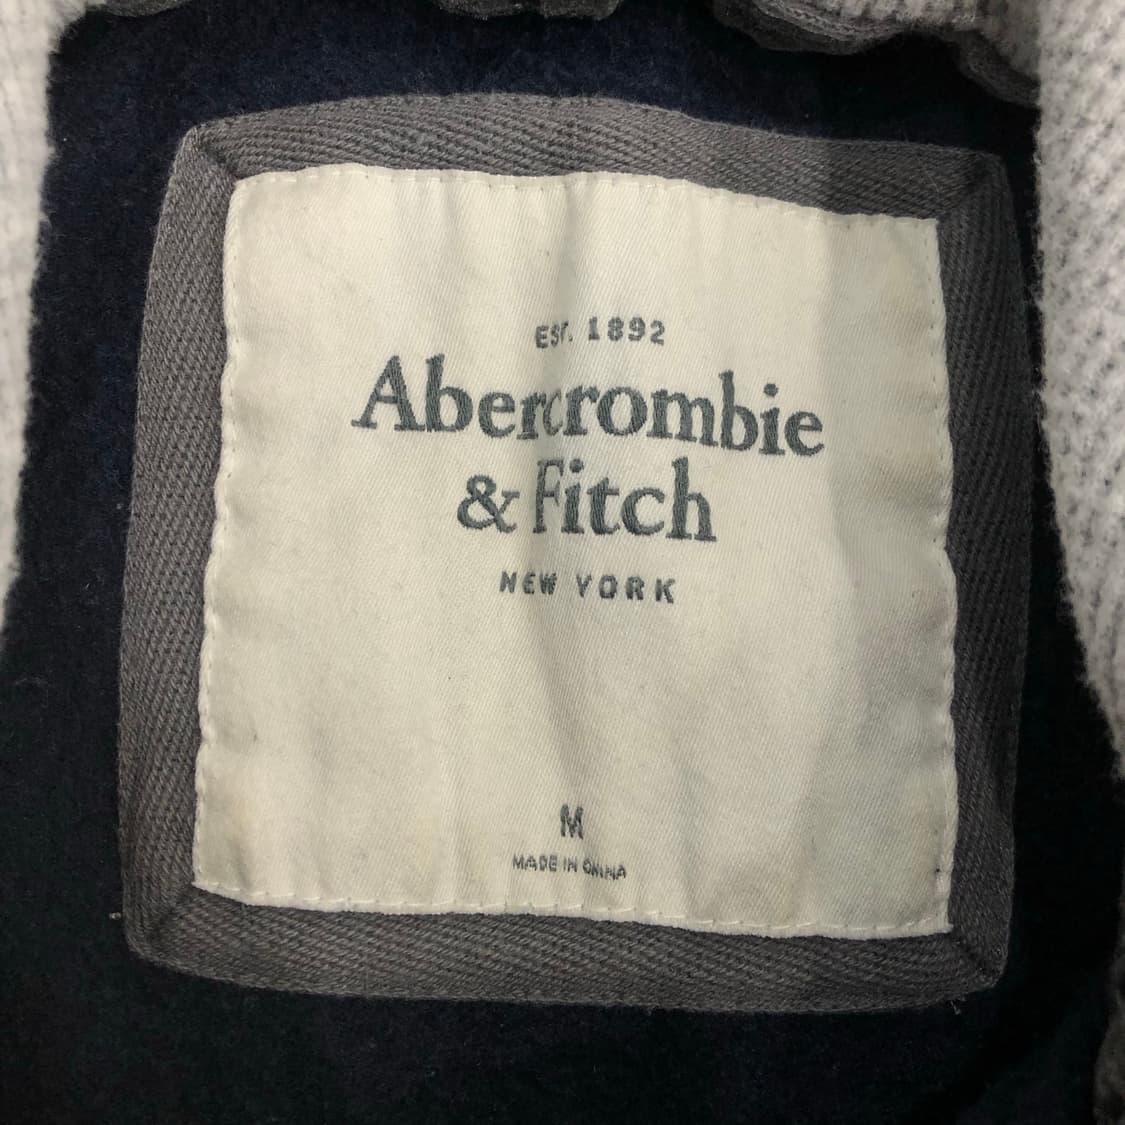 EST. 1892
Abercrombie
& Fitch
NEW YORK
M
MADE IN CHINA